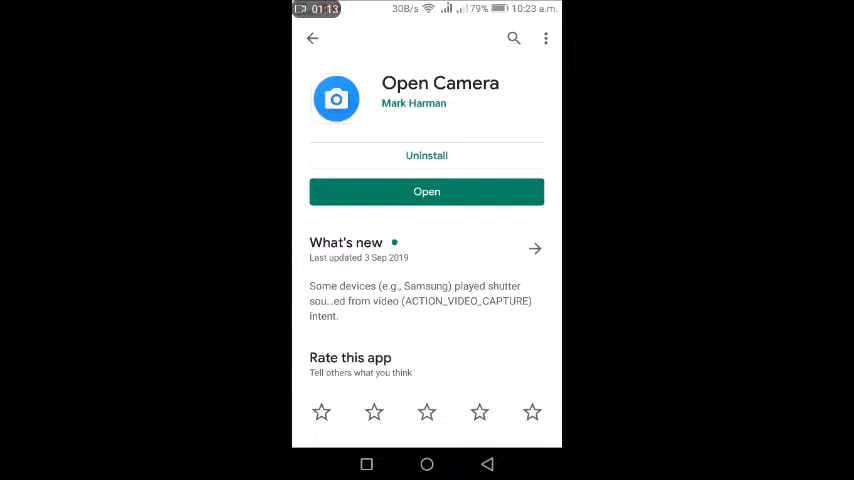 01:13 30B/s 79% 10:23 a.m.
Open Camera
Mark Harman
Uninstall
Open
What's new
Last updated 3 Sep 2019
Some devices (e.g., Samsung) played shutter
sou...ed from video (ACTION_VIDEO_CAPTURE)
intent.
Rate this app
Tell others what you think